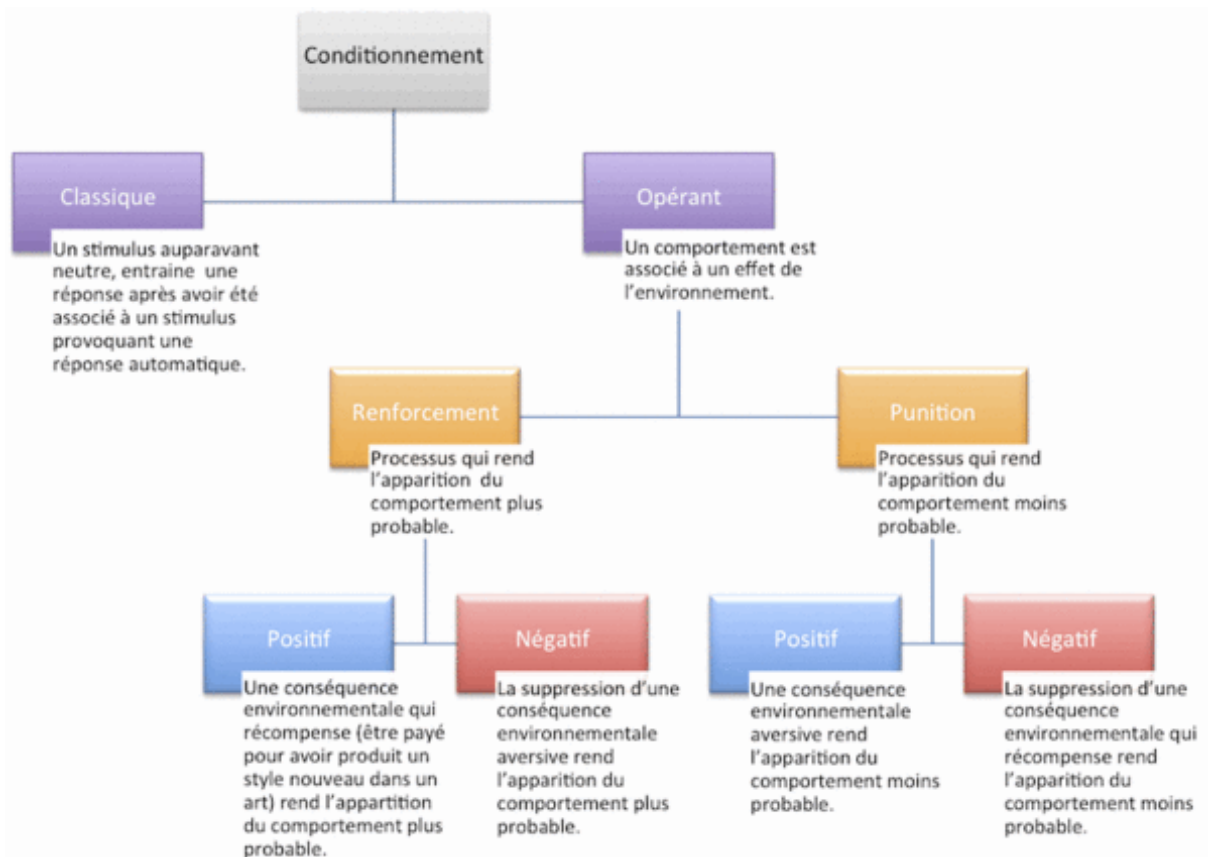 Conditionnement
Classique
Un stimulus auparavant
neutre, entraine une
réponse après avoir été
associé à un stimulus
provoquant une
réponse automatique.
Opérant
Un comportement est
associé à un effet de
l'environnement.
Renforcement
Processus qui rend
l'apparition du
comportement plus
probable.
Punition
Processus qui rend
l'apparition du
comportement moins
probable.
Positif
Une conséquence
environnementale qui
récompense (être payé
pour avoir produit un
style nouveau dans un
art) rend l'appartition
du comportement plus
probable.
Négatif
La suppression d'une
conséquence
environnementale
aversive rend
l'apparition du
comportement plus
probable.
Positif
Une conséquence
environnementale
aversive rend
l'apparition du
comportement moins
probable.
Négatif
La suppression d'une
conséquence
environnementale qui
récompense rend
l'apparition du
comportement moins
probable.